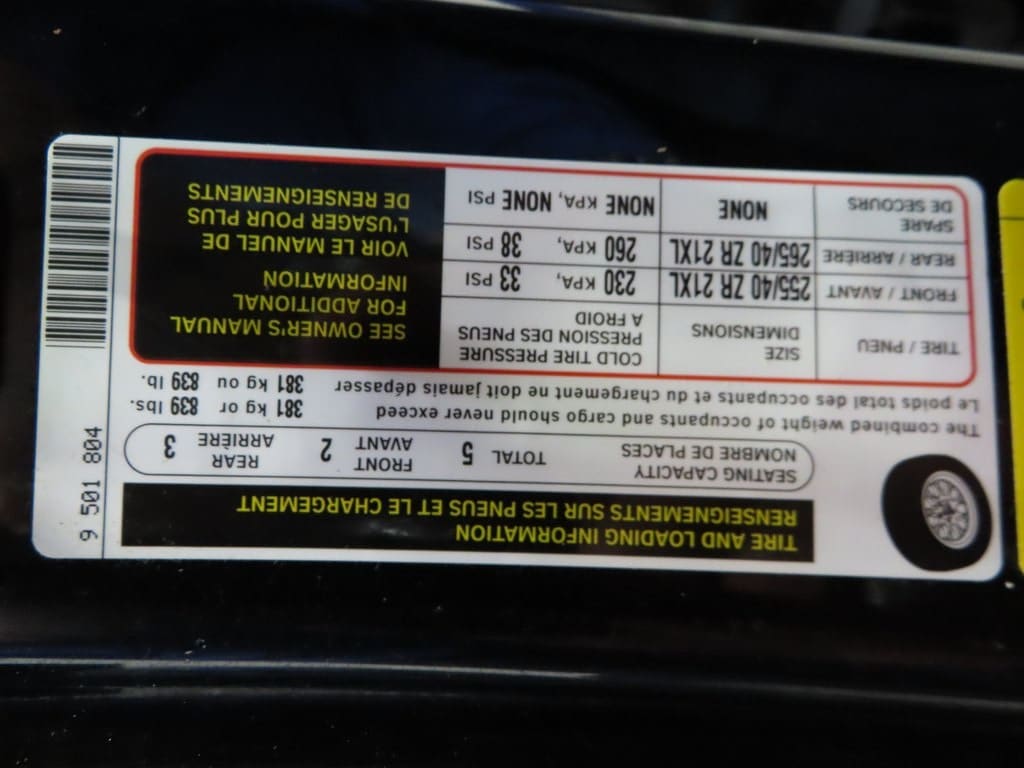 TIRE AND LOADING INFORMATION
RENSEIGNEMENTS SUR LES PNEUS ET LE CHARGEMENT
SEATING CAPACITY
NOMBRE DE PLACES
TOTAL 5
FRONT
AVANT
2
REAR
ARRIÈRE
3
The combined weight of occupants and cargo should never exceed 381 kg or 839 lbs.
Le poids total des occupants et du chargement ne doit jamais dépasser 381 kg ou 839 lb.
TIRE / PNEU
SIZE
DIMENSIONS
COLD TIRE PRESSURE
PRESSION DES PNEUS
A FROID
FRONT / AVANT 255/40 ZR 21XL 230 KPA, 33 PSI
REAR / ARRIÈRE 265/40 ZR 21XL 260 KPA, 38 PSI
SPARE
DE SECOURS
NONE NONE KPA, NONE PSI
SEE OWNER'S MANUAL
FOR ADDITIONAL
INFORMATION
VOIR LE MANUEL DE
L'USAGER POUR PLUS
DE RENSEIGNEMENTS
9 501 804